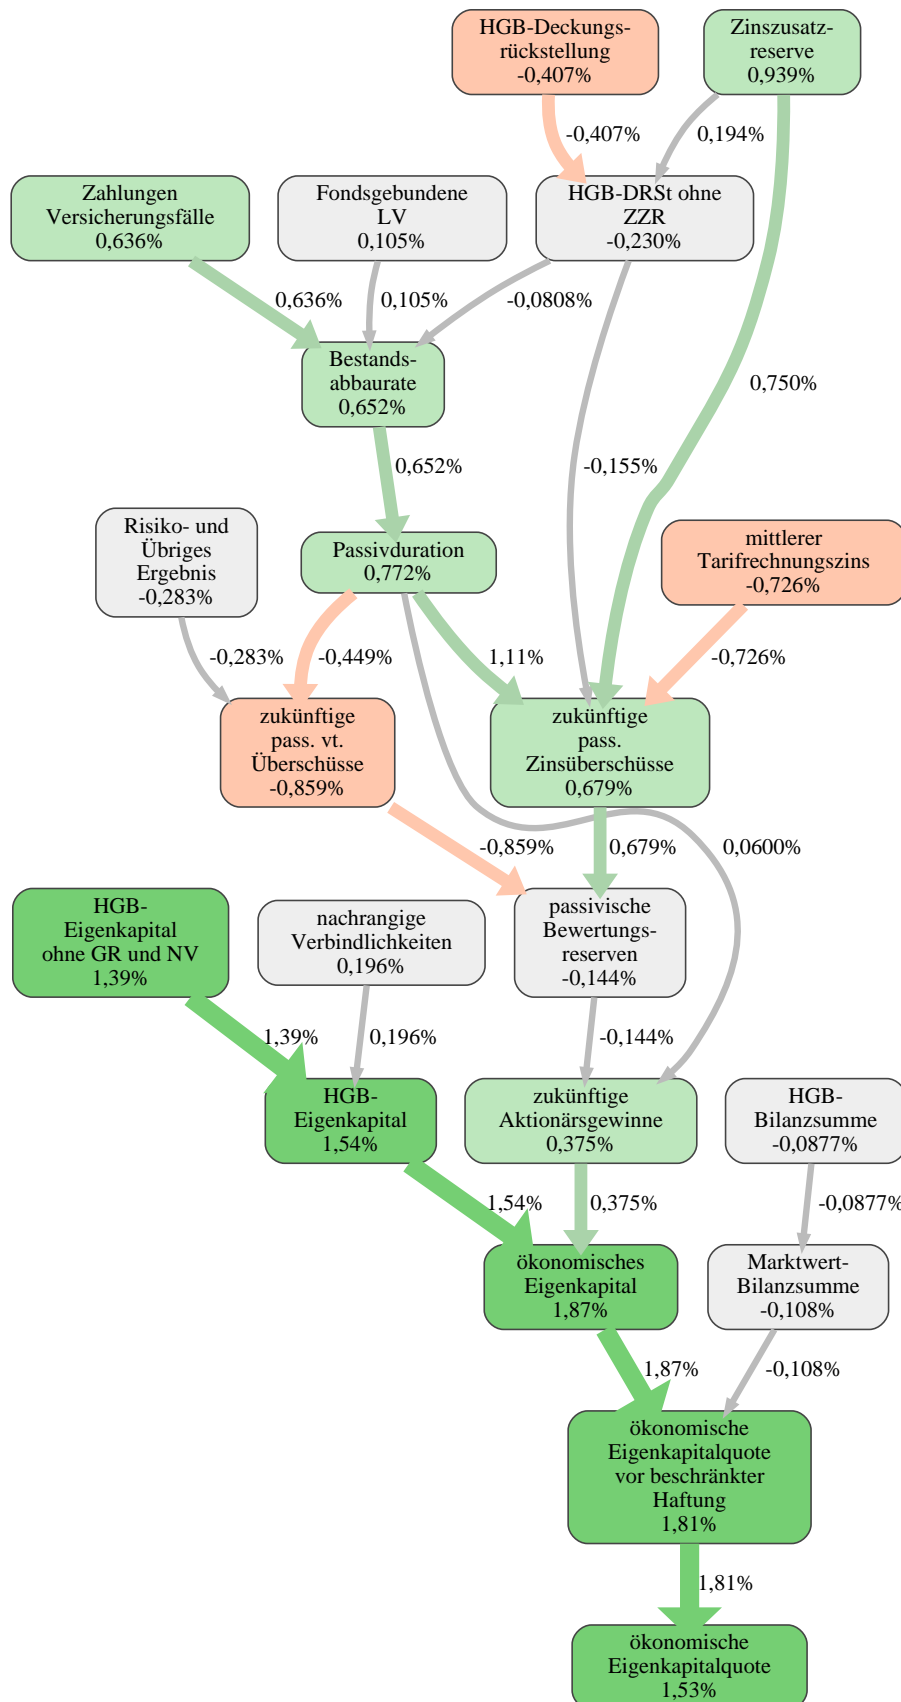 HGB-Deckungs-
rückstellung
-0,407%
Zinszusatz-
reserve
0,939%
-0,407%
0,194%
Zahlungen
Versicherungsfälle
0,636%
Fondsgebundene
LV
0,105%
HGB-DRSt ohne
ZZR
-0,230%
0,636%
0,105%
-0,0808%
Bestands-
abbaurate
0,652%
0,750%
0,652%
-0,155%
Risiko- und
Übriges
Ergebnis
-0,283%
Passivduration
0,772%
mittlerer
Tarifrechnungszins
-0,726%
-0,283%
-0,449%
1,11%
-0,726%
zukünftige
pass. vt.
Überschüsse
-0,859%
zukünftige
pass.
Zinsüberschüsse
0,679%
-0,859%
0,679%
0,0600%
HGB-
Eigenkapital
ohne GR und NV
1,39%
nachrangige
Verbindlichkeiten
0,196%
passivische
Bewertungs-
reserven
-0,144%
1,39%
0,196%
-0,144%
HGB-
Eigenkapital
1,54%
zukünftige
Aktionärsgewinne
0,375%
HGB-
Bilanzsumme
-0,0877%
1,54%
0,375%
-0,0877%
ökonomisches
Eigenkapital
1,87%
Marktwert-
Bilanzsumme
-0,108%
1,87%
-0,108%
ökonomische
Eigenkapitalquote
vor beschränkter
Haftung
1,81%
1,81%
ökonomische
Eigenkapitalquote
1,53%